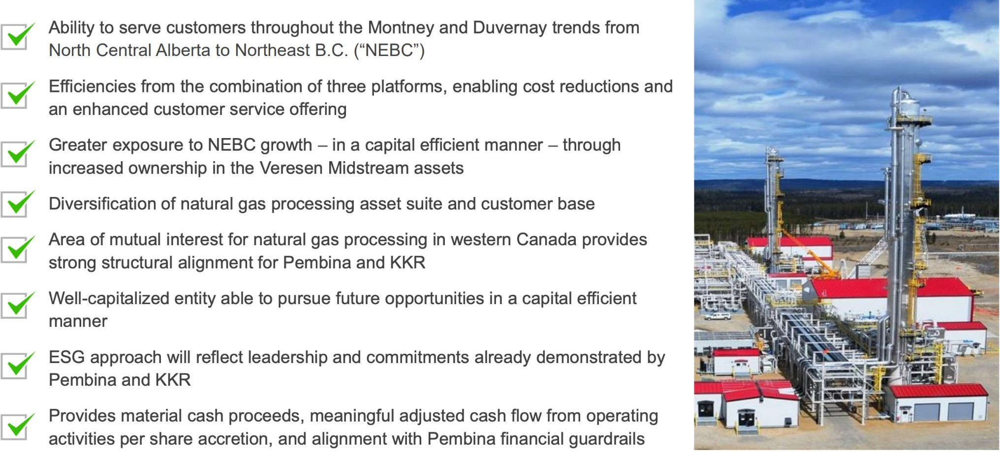 Ability to serve customers throughout the Montney and Duvernay trends from
North Central Alberta to Northeast B.C. (“NEBC”)
Efficiencies from the combination of three platforms, enabling cost reductions and
an enhanced customer service offering
Greater exposure to NEBC growth – in a capital efficient manner – through
increased ownership in the Veresen Midstream assets
Diversification of natural gas processing asset suite and customer base
Area of mutual interest for natural gas processing in western Canada provides
strong structural alignment for Pembina and KKR
Well-capitalized entity able to pursue future opportunities in a capital efficient
manner
ESG approach will reflect leadership and commitments already demonstrated by
Pembina and KKR
Provides material cash proceeds, meaningful adjusted cash flow from operating
activities per share accretion, and alignment with Pembina financial guardrails